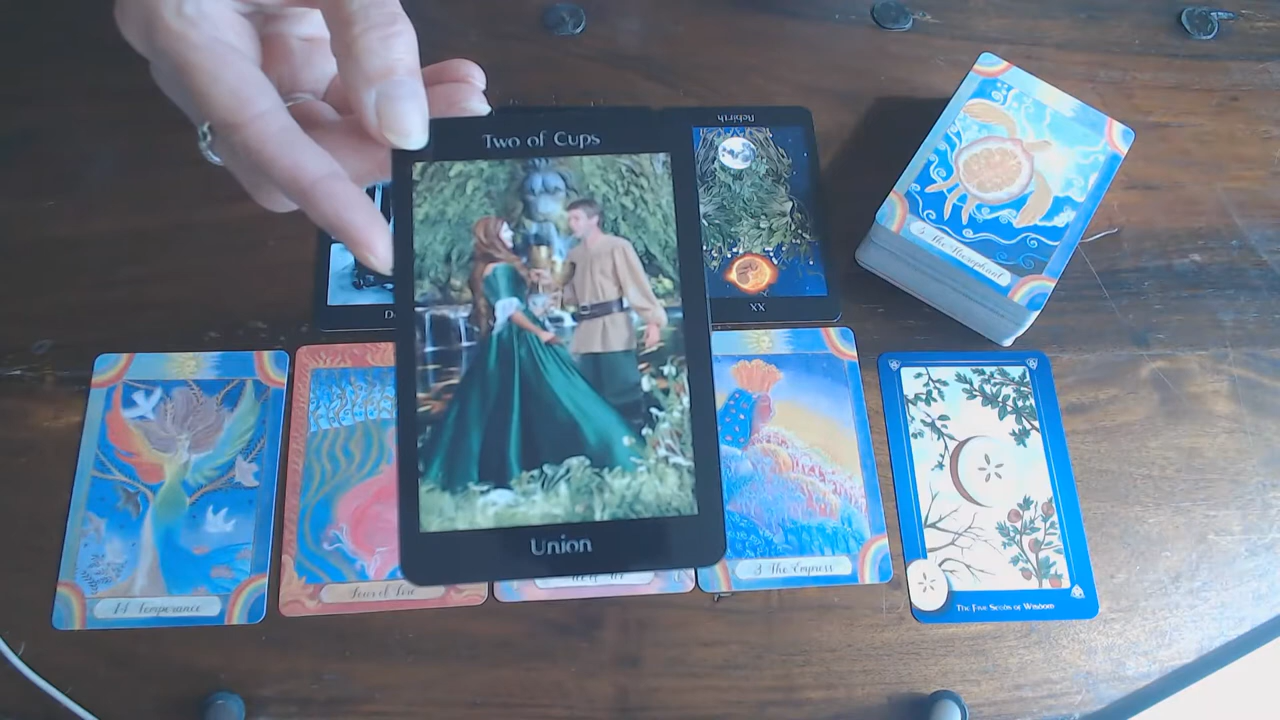 Two of Cups
Rebirth
5 The Hierophant
XX
Union
3 The Empress
14 Temperance
The Five Seeds of Wisdom